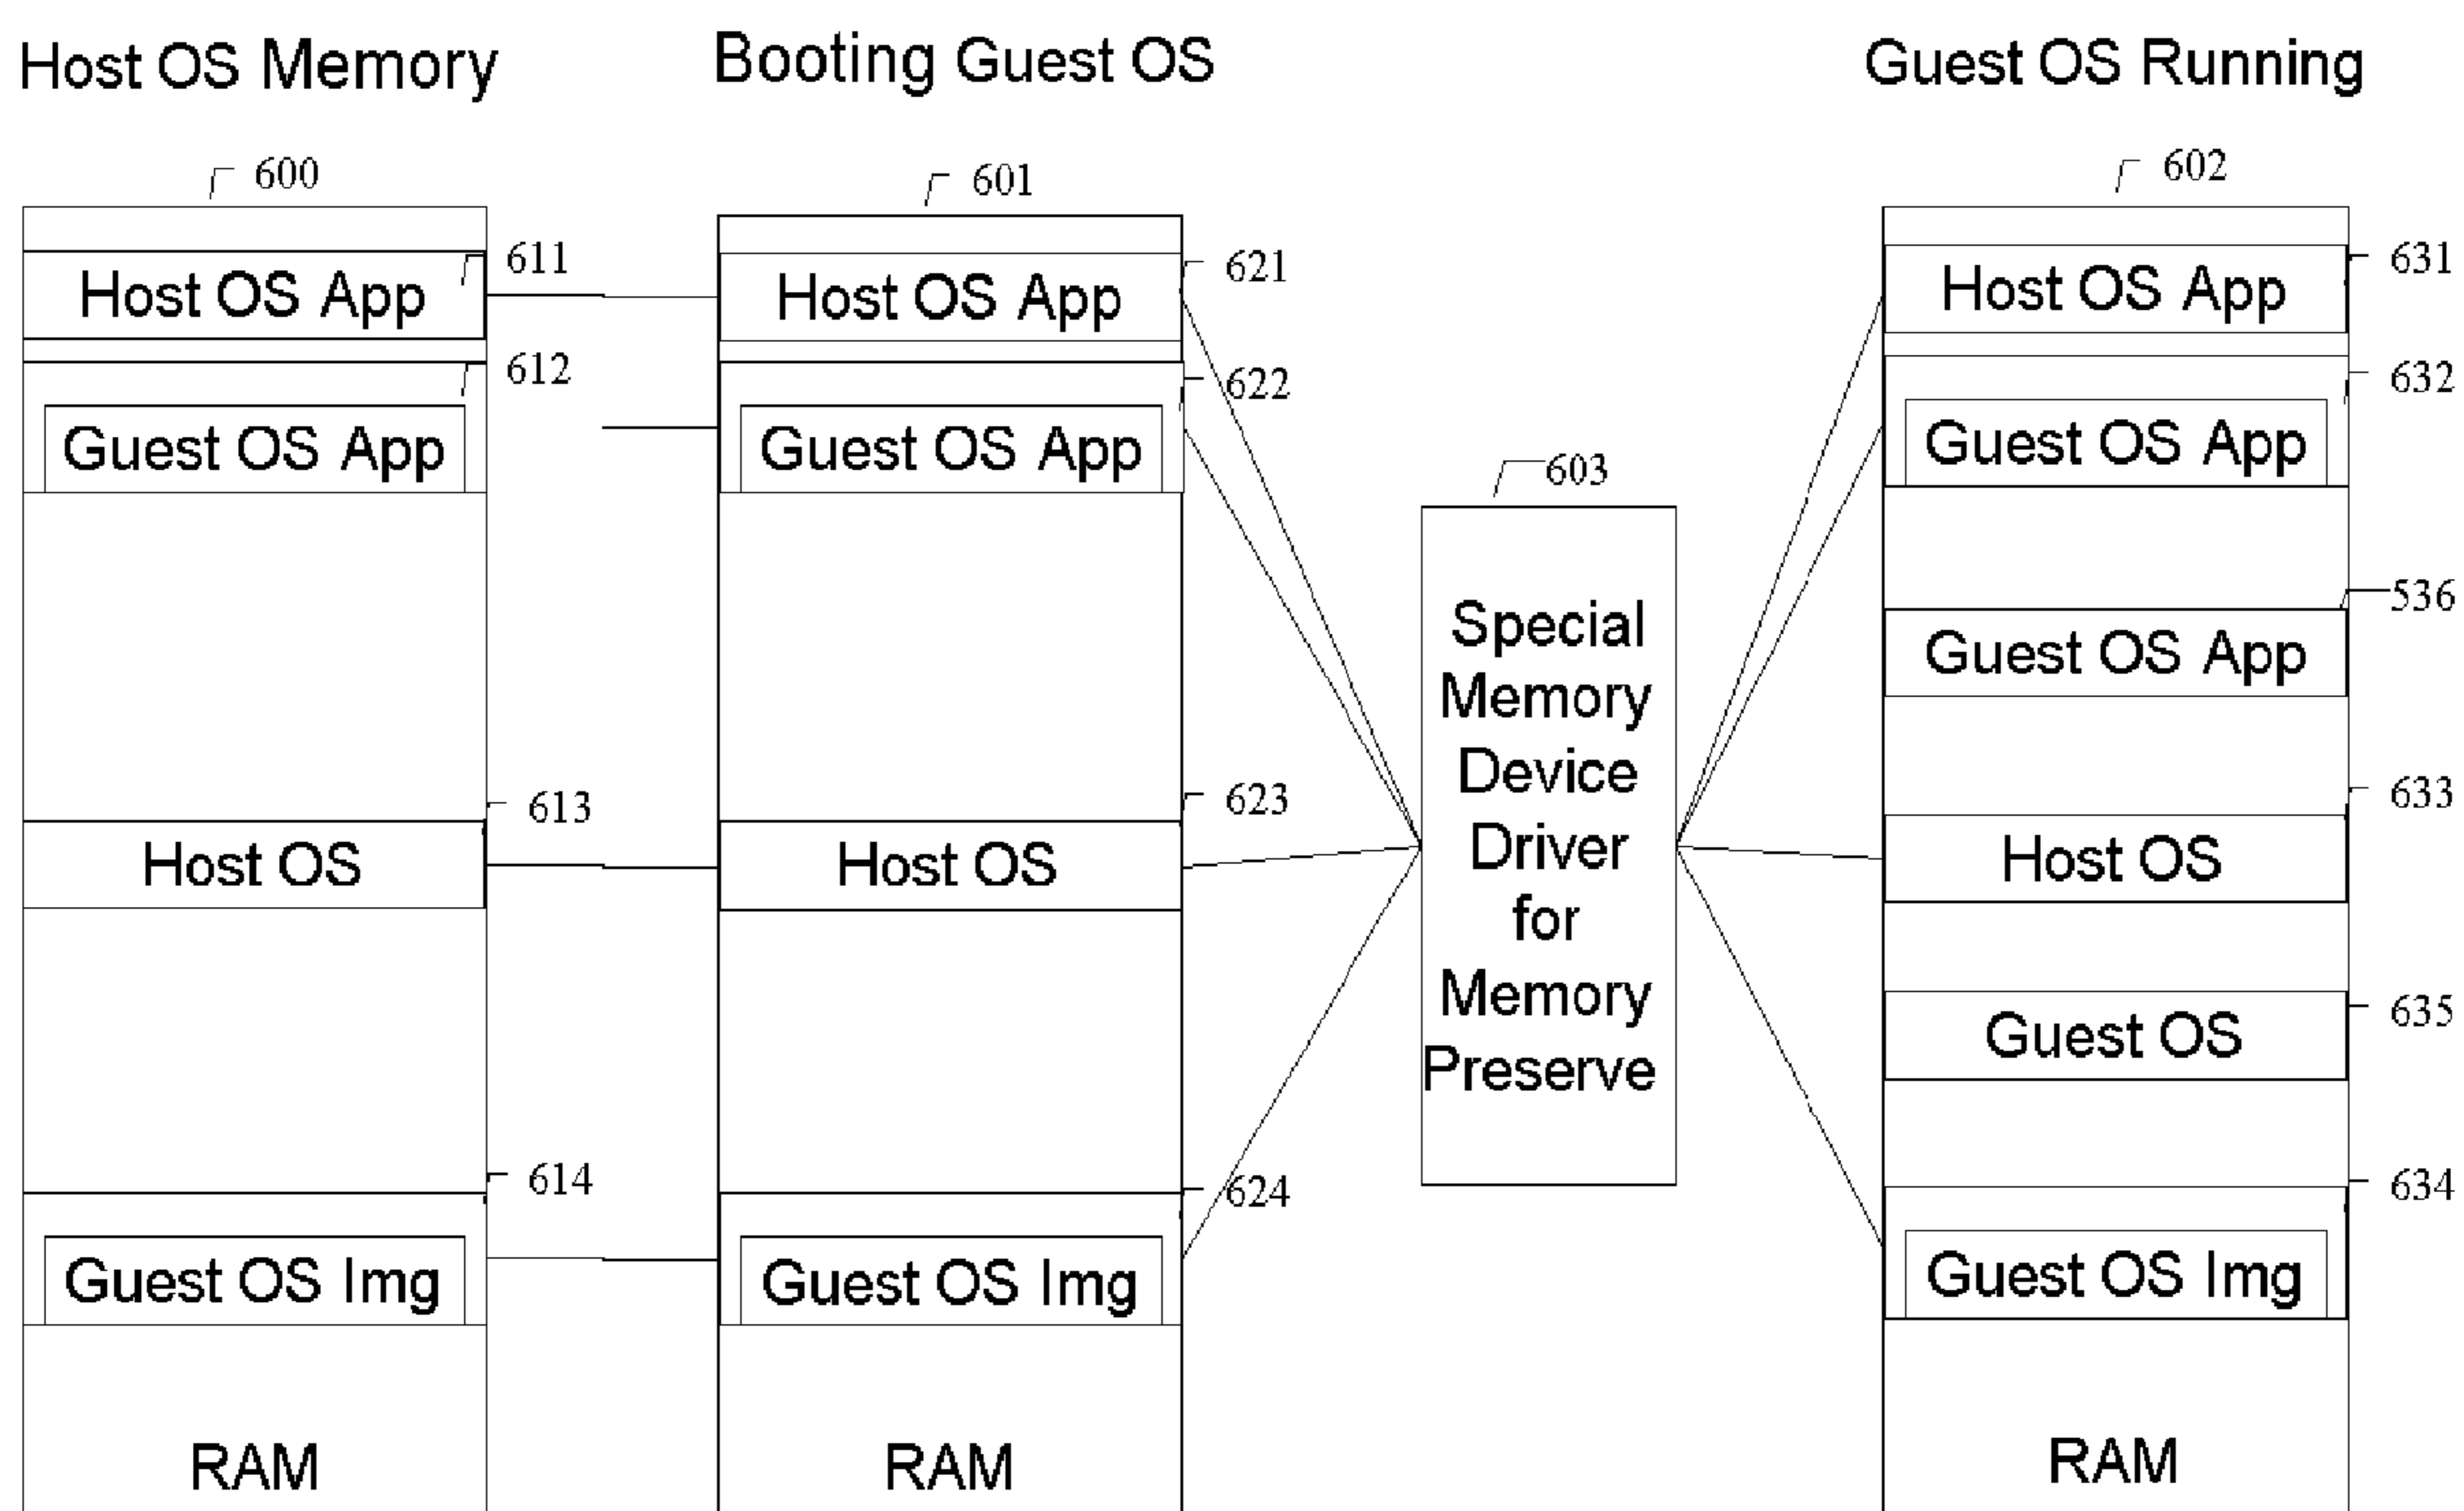 Host OS Memory
Booting Guest OS
Guest OS Running
600
601
602
611
Host OS App
621
Host OS App
631
Host OS App
612
Guest OS App
622
Guest OS App
632
Guest OS App
603
Special
Memory
Device
Driver
for
Memory
Preserve
536
Guest OS App
613
Host OS
623
Host OS
633
Host OS
635
Guest OS
614
Guest OS Img
624
Guest OS Img
634
Guest OS Img
RAM
RAM
RAM